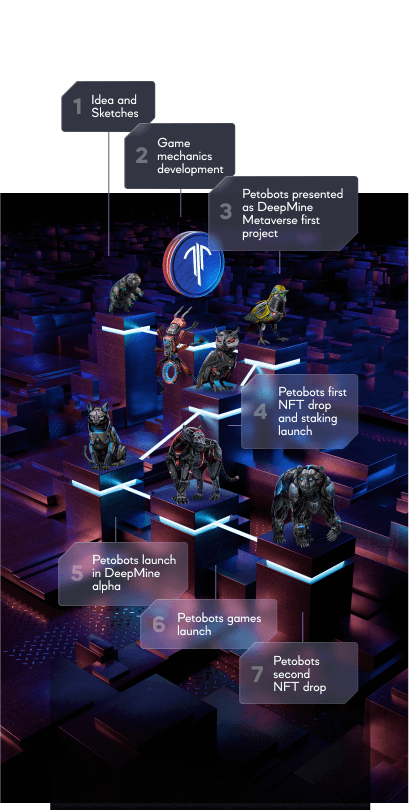 1
Idea and
Sketches
2
Game
mechanics
development
3
Petobots presented
as DeepMine
Metaverse first
project
4
Petobots first
NFT drop
and staking
launch
5
Petobots launch
in DeepMine
alpha
6
Petobots games
launch
7
Petobots
second
NFT drop